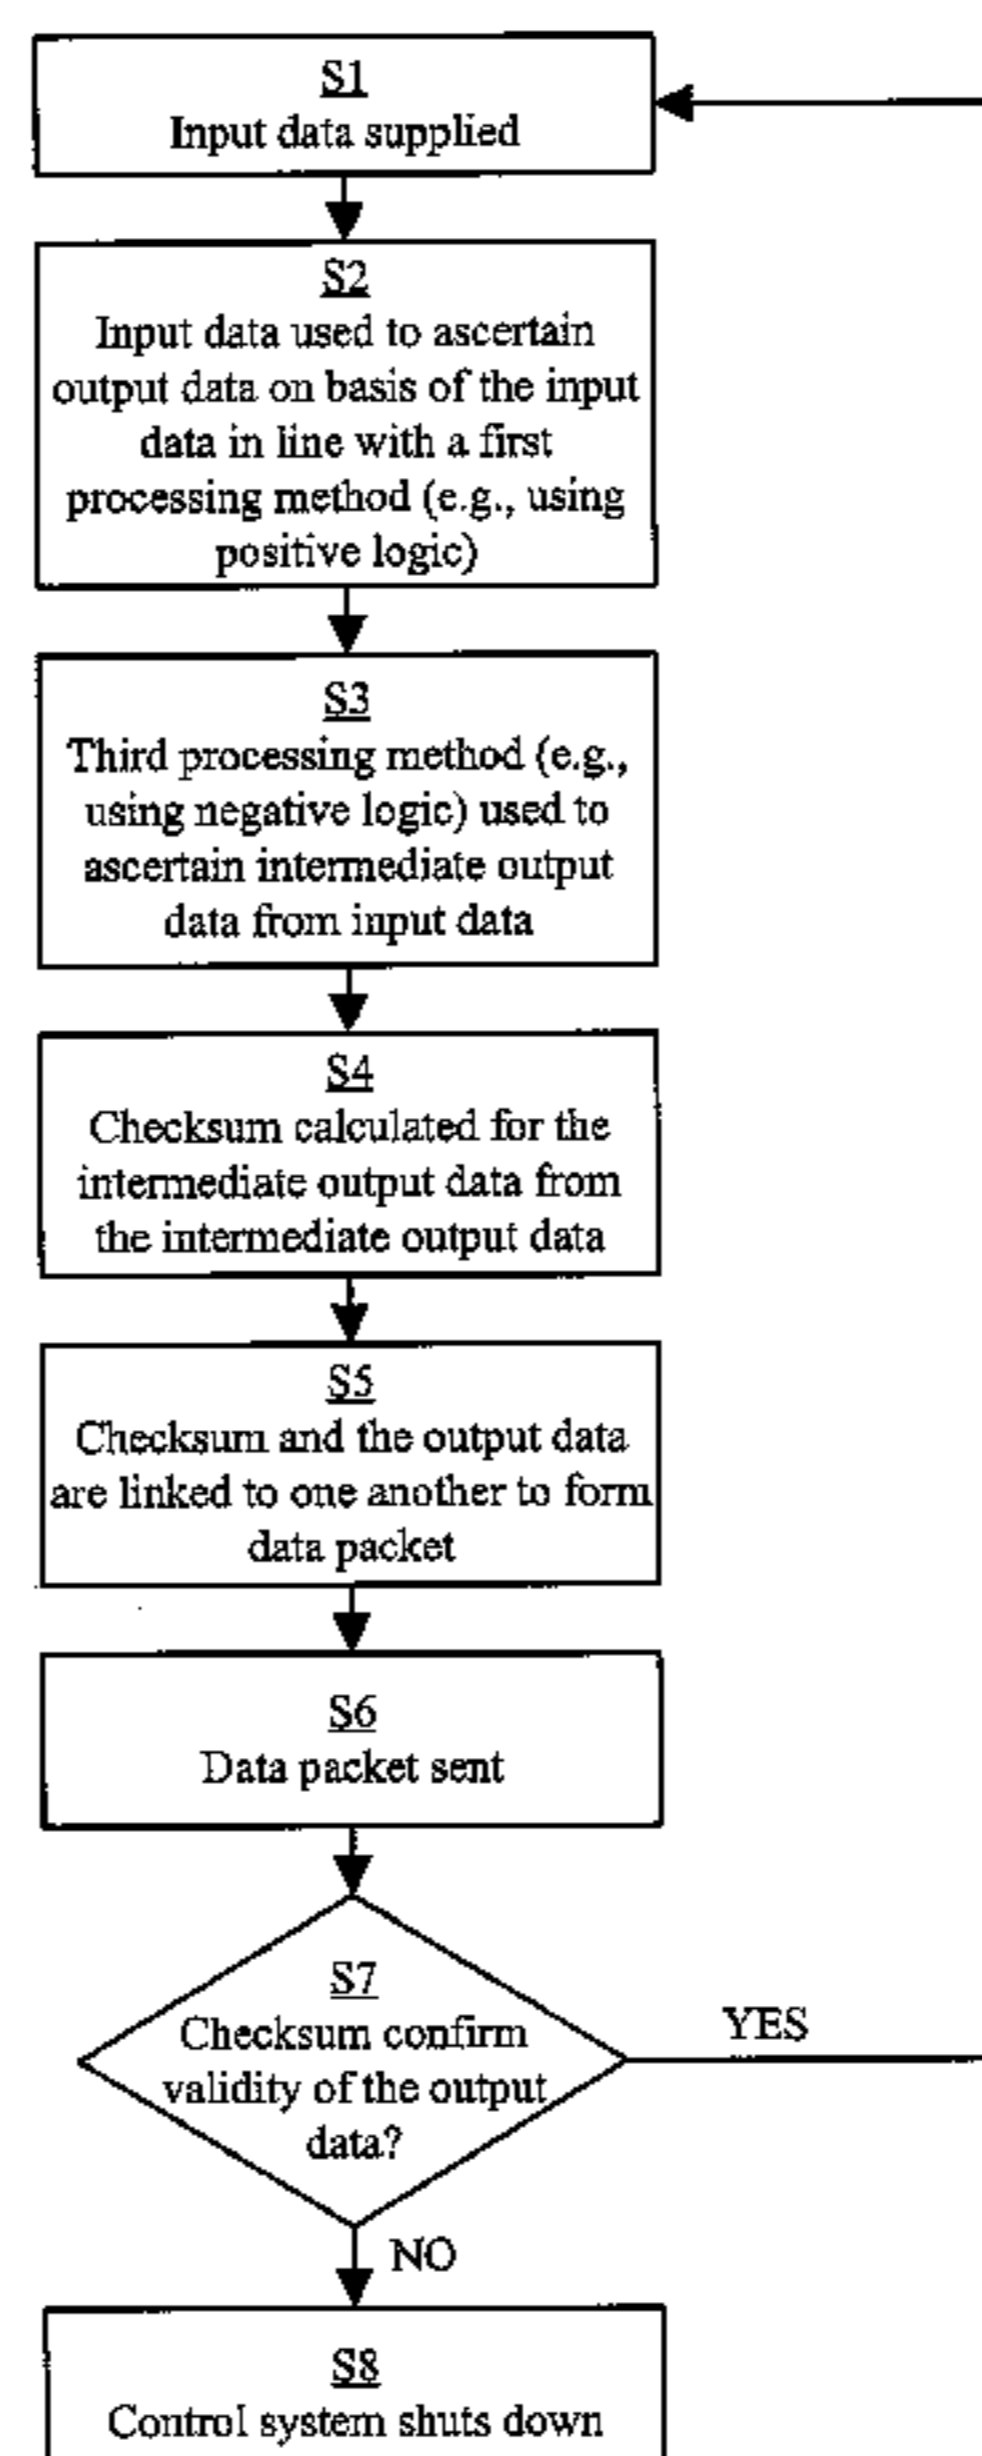 S1
Input data supplied
S2
Input data used to ascertain
output data on basis of the input
data in line with a first
processing method (e.g., using
positive logic)
S3
Third processing method (e.g.,
using negative logic) used to
ascertain intermediate output
data from input data
S4
Checksum calculated for the
intermediate output data from
the intermediate output data
S5
Checksum and the output data
are linked to one another to form
data packet
S6
Data packet sent
S7
Checksum confirm
validity of the output
data?
YES
NO
S8
Control system shuts down